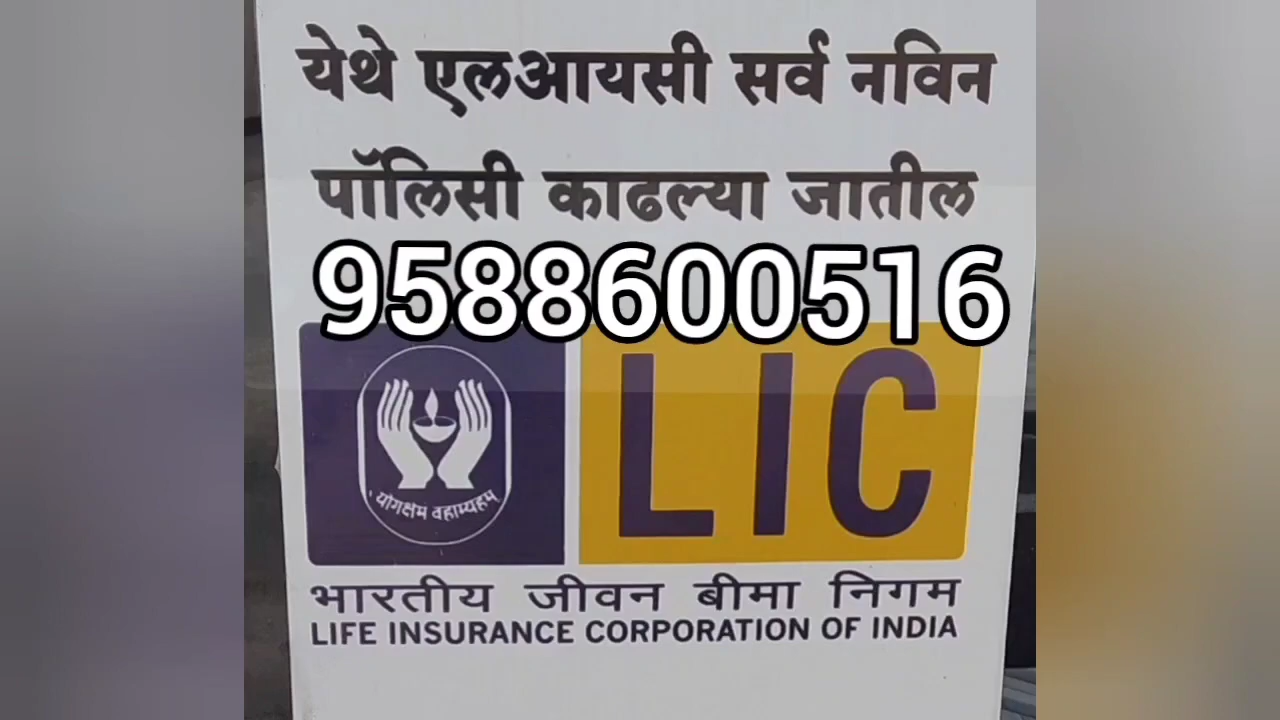 येथे एलआयसी सर्व नविन
पॉलिसी काढल्या जातील
9588600516
योगक्षेमं वहाम्यहम्
LIC
भारतीय जीवन बीमा निगम
LIFE INSURANCE CORPORATION OF INDIA